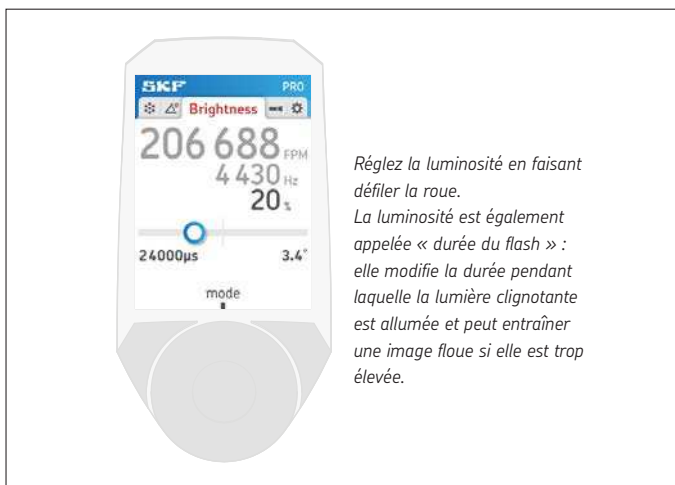 SKF PRO
Brightness
206 688 FPM
4 430 Hz
20 %
24000µs 3.4°
mode
Réglez la luminosité en faisant
défiler la roue.
La luminosité est également
appelée « durée du flash » :
elle modifie la durée pendant
laquelle la lumière clignotante
est allumée et peut entraîner
une image floue si elle est trop
élevée.